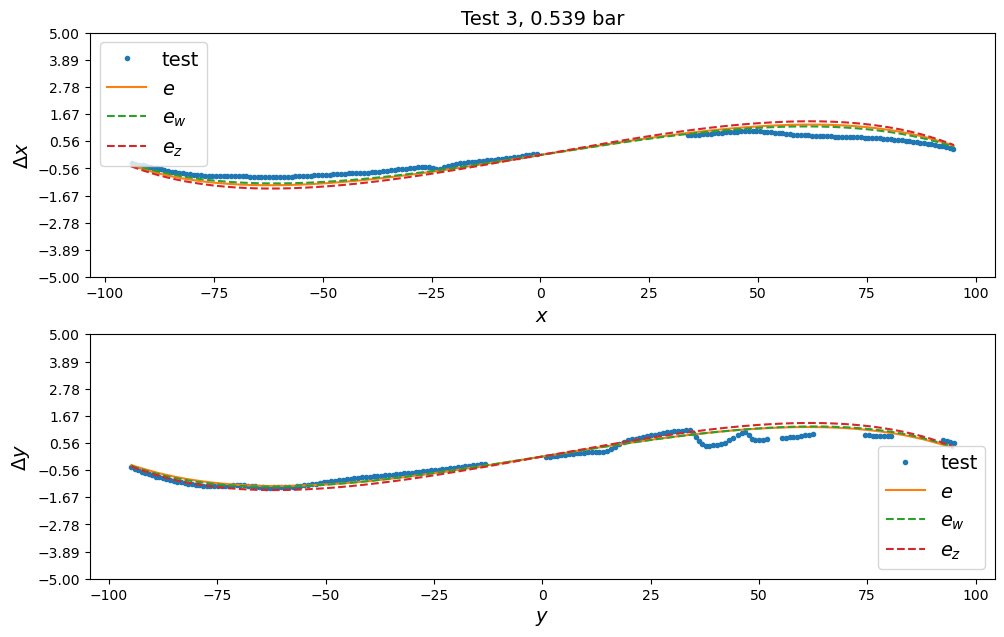 Test 3, 0.539 bar
5.00
3.89
2.78
1.67
0.56
−0.56
−1.67
−2.78
−3.89
−5.00
Δx
test
e
e_w
e_z
−100 −75 −50 −25 0 25 50 75 100
x
5.00
3.89
2.78
1.67
0.56
−0.56
−1.67
−2.78
−3.89
−5.00
Δy
test
e
e_w
e_z
−100 −75 −50 −25 0 25 50 75 100
y